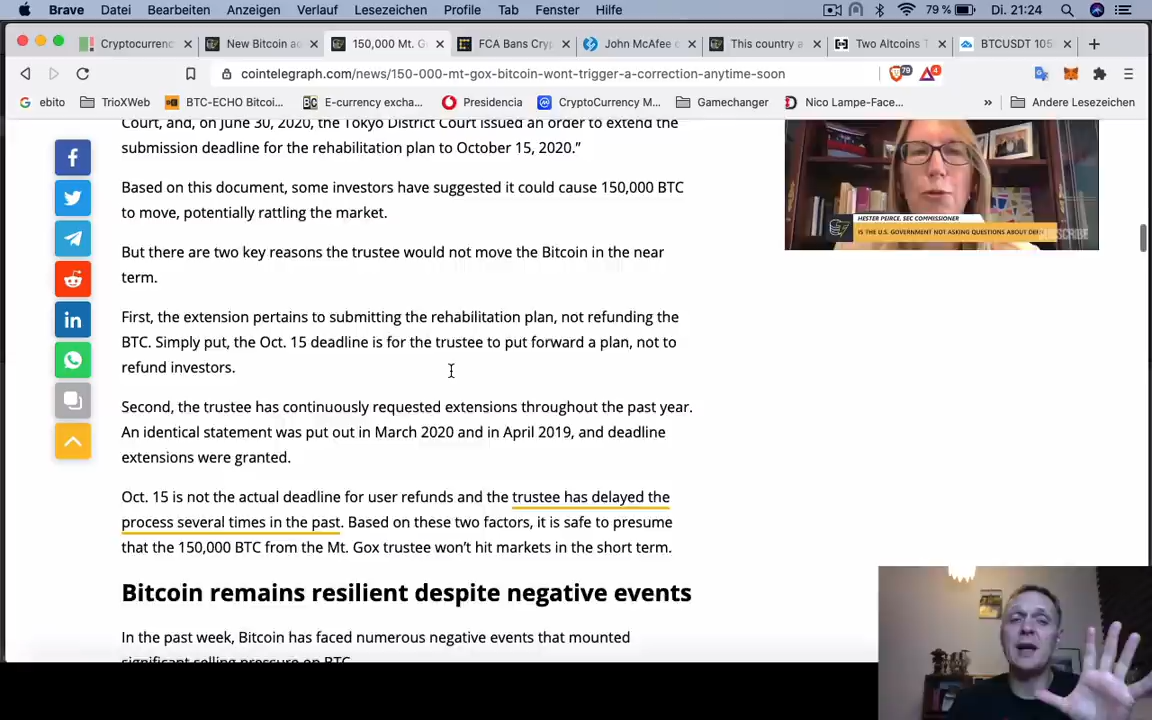 Brave Datei Bearbeiten Anzeigen Verlauf Lesezeichen Profile Tab Fenster Hilfe 79 % Di. 21:24
Cryptocurrenc New Bitcoin a 150,000 Mt. G FCA Bans Cryp John McAfee This country a Two Altcoins T BTCUSDT 105
cointelegraph.com/news/150-000-mt-gox-bitcoin-wont-trigger-a-correction-anytime-soon 79 4
ebito TrioXWeb BTC-ECHO Bitcoi... E-currency excha... Presidencia CryptoCurrency M... Gamechanger Nico Lampe-Face... » Andere Lesezeichen
Court, and, on June 30, 2020, the Tokyo District Court issued an order to extend the
submission deadline for the rehabilitation plan to October 15, 2020.”
Based on this document, some investors have suggested it could cause 150,000 BTC
to move, potentially rattling the market.
But there are two key reasons the trustee would not move the Bitcoin in the near
term.
First, the extension pertains to submitting the rehabilitation plan, not refunding the
BTC. Simply put, the Oct. 15 deadline is for the trustee to put forward a plan, not to
refund investors.
Second, the trustee has continuously requested extensions throughout the past year.
An identical statement was put out in March 2020 and in April 2019, and deadline
extensions were granted.
Oct. 15 is not the actual deadline for user refunds and the trustee has delayed the
process several times in the past. Based on these two factors, it is safe to presume
that the 150,000 BTC from the Mt. Gox trustee won’t hit markets in the short term.
Bitcoin remains resilient despite negative events
In the past week, Bitcoin has faced numerous negative events that mounted
significant selling pressure on BTC.
HESTER PEIRCE, SEC COMMISSIONER
IS THE U.S. GOVERNMENT NOT ASKING QUESTIONS ABOUT
SUBSCRIBE